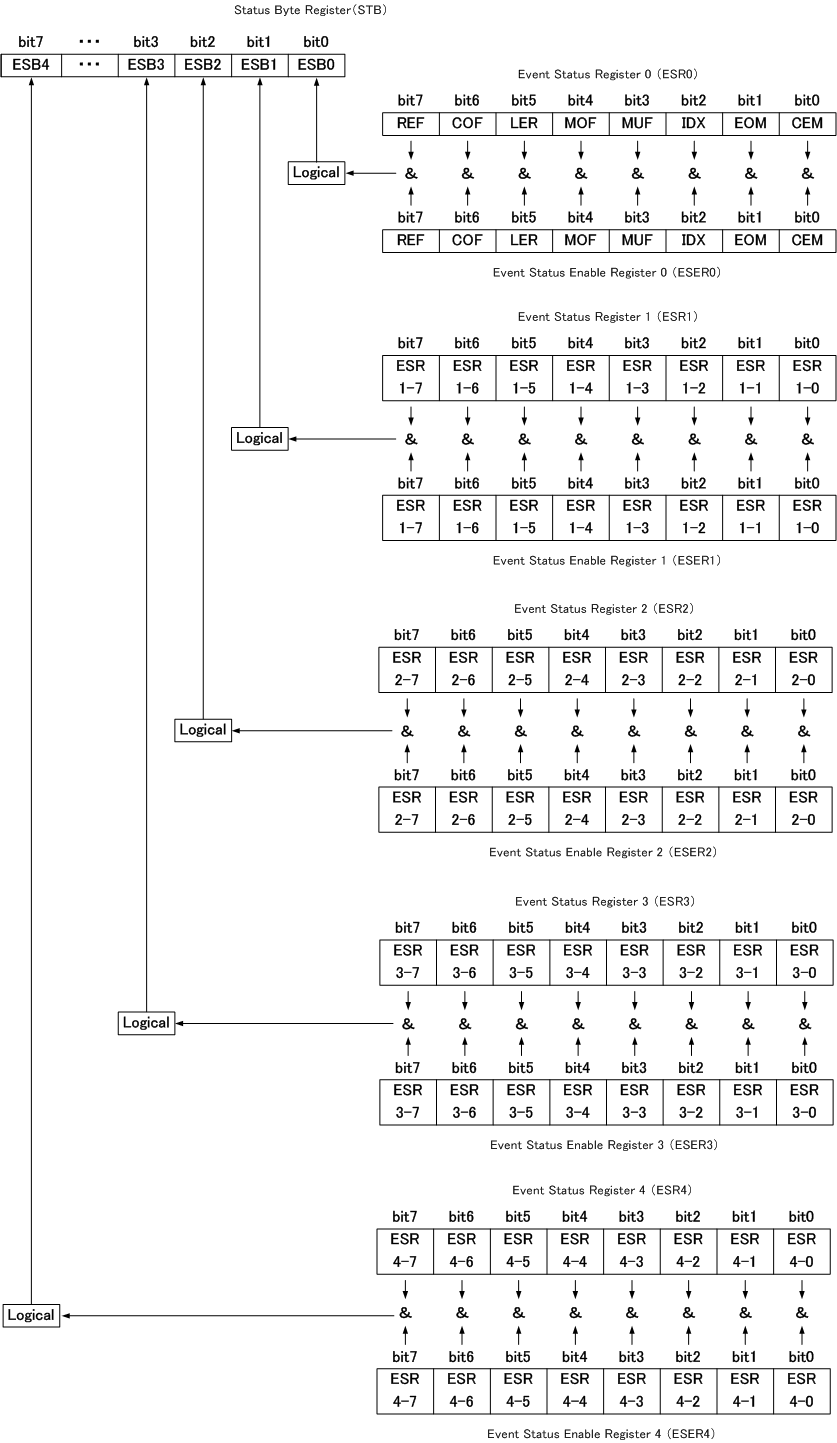 Status Byte Register(STB)
bit7 ··· bit3 bit2 bit1 bit0
ESB4 ··· ESB3 ESB2 ESB1 ESB0
Event Status Register 0 (ESR0)
bit7 bit6 bit5 bit4 bit3 bit2 bit1 bit0
REF COF LER MOF MUF IDX EOM CEM
Logical & & & & & & & &
bit7 bit6 bit5 bit4 bit3 bit2 bit1 bit0
REF COF LER MOF MUF IDX EOM CEM
Event Status Enable Register 0 (ESER0)
Event Status Register 1 (ESR1)
bit7 bit6 bit5 bit4 bit3 bit2 bit1 bit0
ESR ESR ESR ESR ESR ESR ESR ESR
1-7 1-6 1-5 1-4 1-3 1-2 1-1 1-0
Logical & & & & & & & &
bit7 bit6 bit5 bit4 bit3 bit2 bit1 bit0
ESR ESR ESR ESR ESR ESR ESR ESR
1-7 1-6 1-5 1-4 1-3 1-2 1-1 1-0
Event Status Enable Register 1 (ESER1)
Event Status Register 2 (ESR2)
bit7 bit6 bit5 bit4 bit3 bit2 bit1 bit0
ESR ESR ESR ESR ESR ESR ESR ESR
2-7 2-6 2-5 2-4 2-3 2-2 2-1 2-0
Logical & & & & & & & &
bit7 bit6 bit5 bit4 bit3 bit2 bit1 bit0
ESR ESR ESR ESR ESR ESR ESR ESR
2-7 2-6 2-5 2-4 2-3 2-2 2-1 2-0
Event Status Enable Register 2 (ESER2)
Event Status Register 3 (ESR3)
bit7 bit6 bit5 bit4 bit3 bit2 bit1 bit0
ESR ESR ESR ESR ESR ESR ESR ESR
3-7 3-6 3-5 3-4 3-3 3-2 3-1 3-0
Logical & & & & & & & &
bit7 bit6 bit5 bit4 bit3 bit2 bit1 bit0
ESR ESR ESR ESR ESR ESR ESR ESR
3-7 3-6 3-5 3-4 3-3 3-2 3-1 3-0
Event Status Enable Register 3 (ESER3)
Event Status Register 4 (ESR4)
bit7 bit6 bit5 bit4 bit3 bit2 bit1 bit0
ESR ESR ESR ESR ESR ESR ESR ESR
4-7 4-6 4-5 4-4 4-3 4-2 4-1 4-0
Logical & & & & & & & &
bit7 bit6 bit5 bit4 bit3 bit2 bit1 bit0
ESR ESR ESR ESR ESR ESR ESR ESR
4-7 4-6 4-5 4-4 4-3 4-2 4-1 4-0
Event Status Enable Register 4 (ESER4)